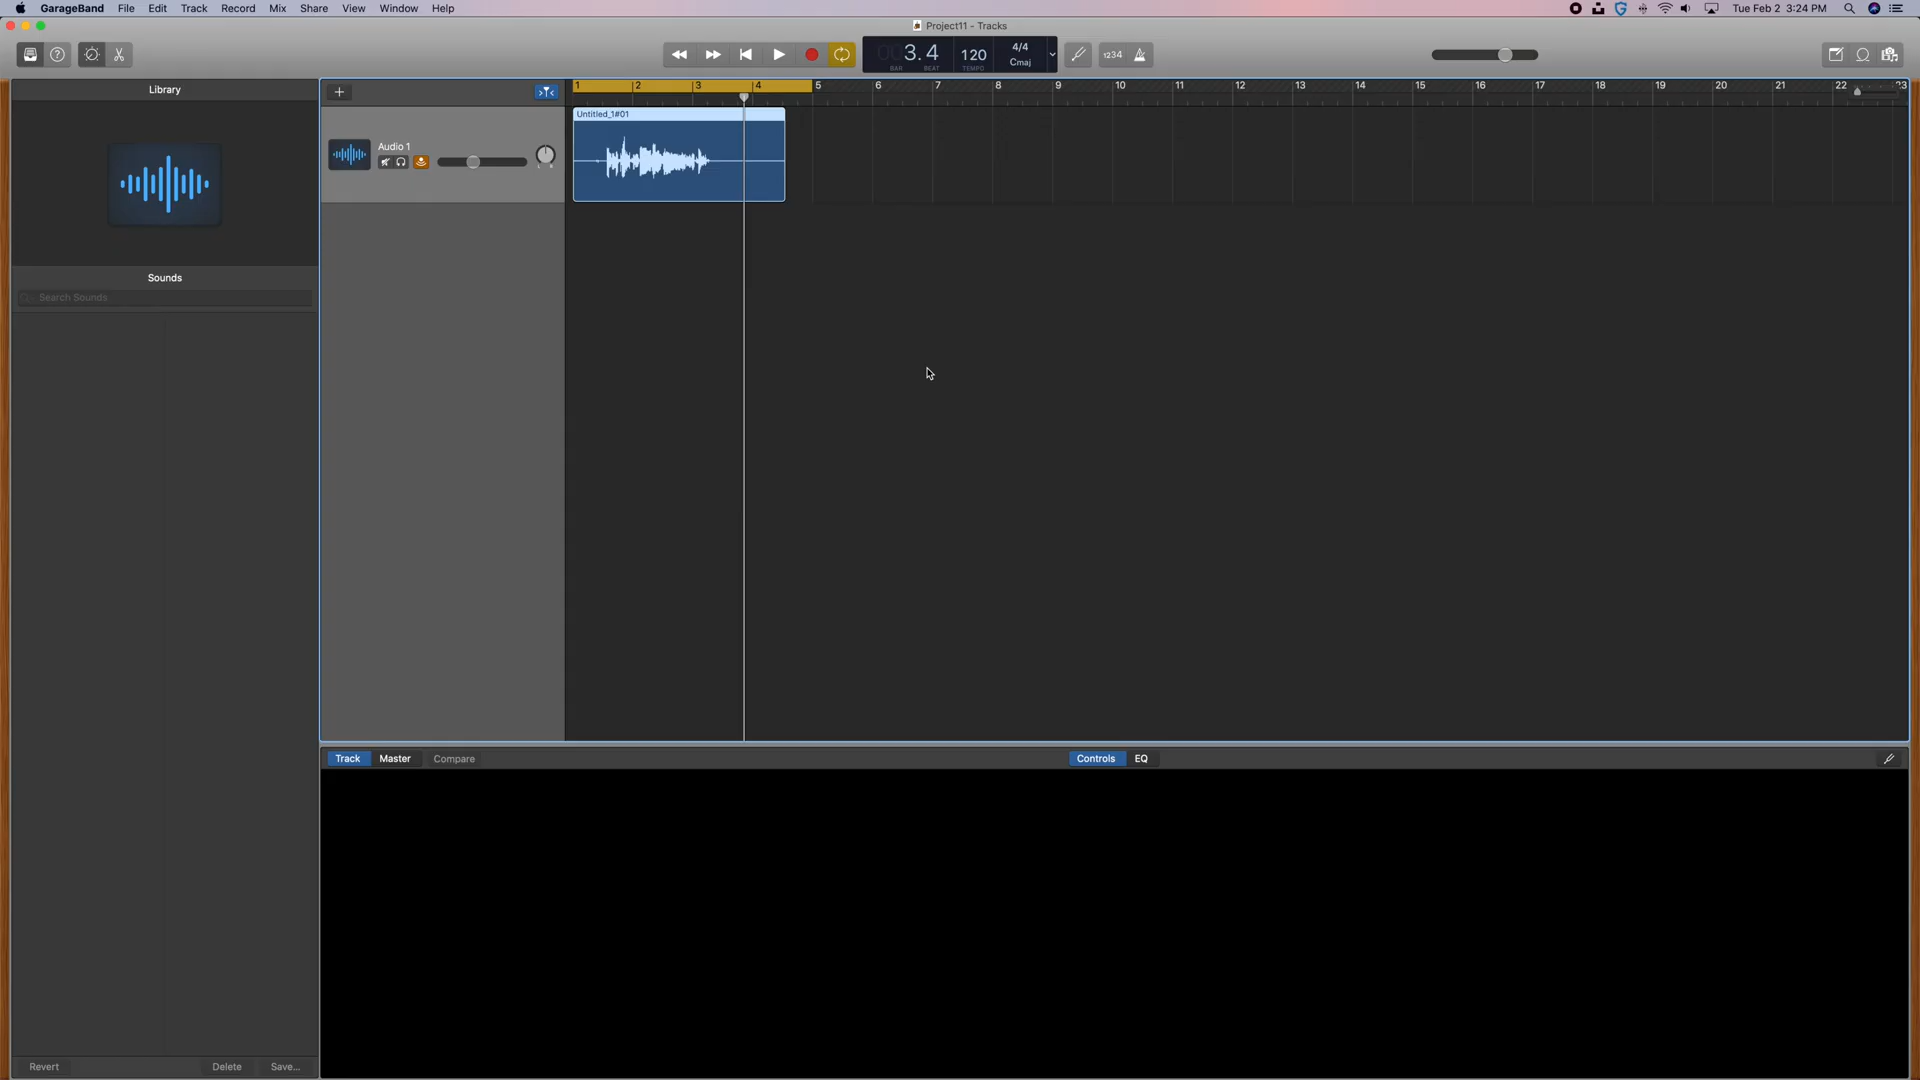 GarageBand File Edit Track Record Mix Share View Window Help
Tue Feb 2 3:24 PM
Project11 - Tracks
003.4 120 4/4
Cmaj
BAR BEAT TEMPO
1234
Library
1 2 3 4 5 6 7 8 9 10 11 12 13 14 15 16 17 18 19 20 21 22 23
Untitled_1#01
Audio 1
L R
Sounds
Search Sounds
Track Master Compare Controls EQ
Revert Delete Save...